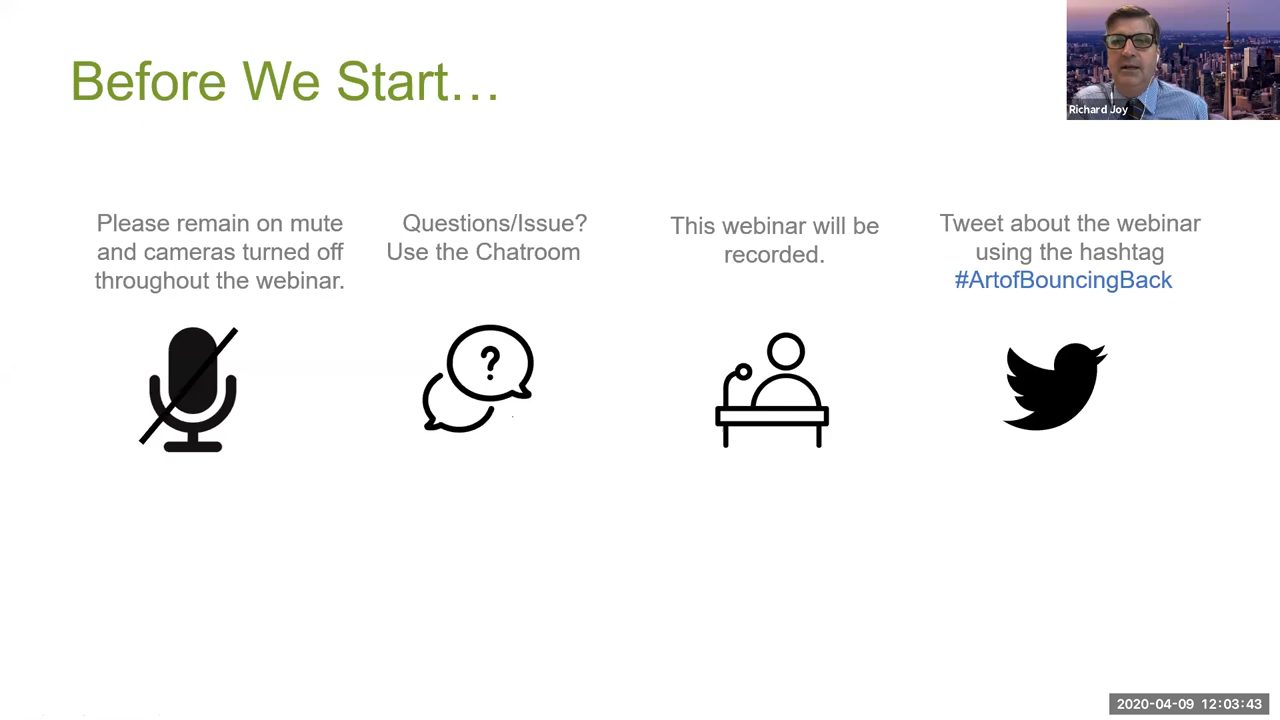 Before We Start…
Richard Joy
Please remain on mute
and cameras turned off
throughout the webinar.
Questions/Issue?
Use the Chatroom
This webinar will be
recorded.
Tweet about the webinar
using the hashtag
#ArtofBouncingBack
?
2020-04-09 12:03:43